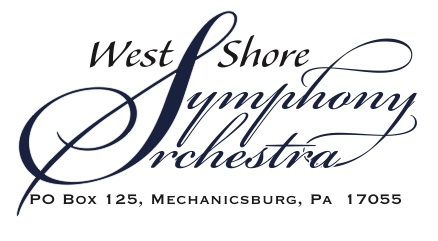 West Shore
Symphony
Orchestra
PO Box 125, Mechanicsburg, Pa 17055